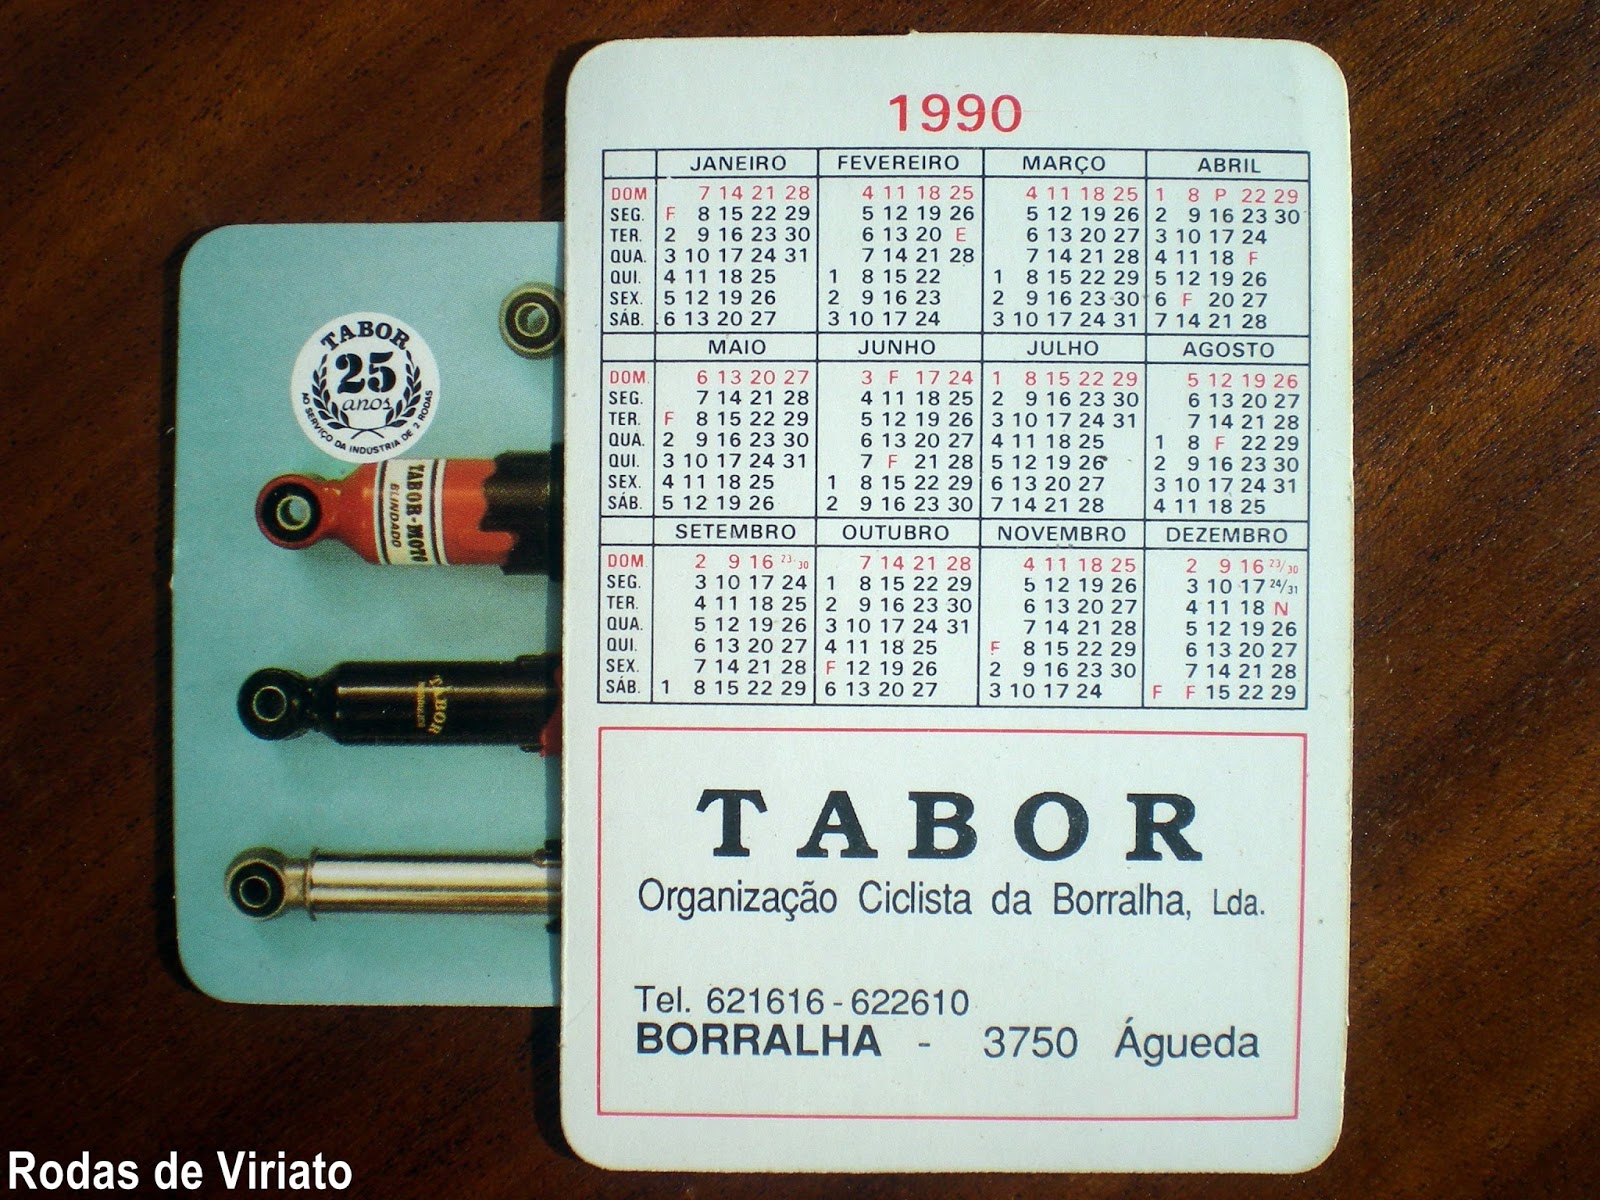 1990
JANEIRO FEVEREIRO MARÇO ABRIL
DOM 7 14 21 28 4 11 18 25 4 11 18 25 1 8 P 22 29
SEG. F 8 15 22 29 5 12 19 26 5 12 19 26 2 9 16 23 30
TER. 2 9 16 23 30 6 13 20 E 6 13 20 27 3 10 17 24
QUA. 3 10 17 24 31 7 14 21 28 7 14 21 28 4 11 18 F
QUI. 4 11 18 25 1 8 15 22 1 8 15 22 29 5 12 19 26
SEX. 5 12 19 26 2 9 16 23 2 9 16 23 30 6 F 20 27
SÁB. 6 13 20 27 3 10 17 24 3 10 17 24 31 7 14 21 28
MAIO JUNHO JULHO AGOSTO
DOM. 6 13 20 27 3 F 17 24 1 8 15 22 29 5 12 19 26
SEG. 7 14 21 28 4 11 18 25 2 9 16 23 30 6 13 20 27
TER. F 8 15 22 29 5 12 19 26 3 10 17 24 31 7 14 21 28
QUA. 2 9 16 23 30 6 13 20 27 4 11 18 25 1 8 F 22 29
QUI. 3 10 17 24 31 7 F 21 28 5 12 19 26 2 9 16 23 30
SEX. 4 11 18 25 1 8 15 22 29 6 13 20 27 3 10 17 24 31
SÁB. 5 12 19 26 2 9 16 23 30 7 14 21 28 4 11 18 25
SETEMBRO OUTUBRO NOVEMBRO DEZEMBRO
DOM. 2 9 16 23/30 7 14 21 28 4 11 18 25 2 9 16 23/30
SEG. 3 10 17 24 1 8 15 22 29 5 12 19 26 3 10 17 24/31
TER. 4 11 18 25 2 9 16 23 30 6 13 20 27 4 11 18 N
QUA. 5 12 19 26 3 10 17 24 31 7 14 21 28 5 12 19 26
QUI. 6 13 20 27 4 11 18 25 F 8 15 22 29 6 13 20 27
SEX. 7 14 21 28 F 12 19 26 2 9 16 23 30 7 14 21 28
SÁB. 1 8 15 22 29 6 13 20 27 3 10 17 24 F F 15 22 29
TABOR
Organização Ciclista da Borralha, Lda.
Tel. 621616 - 622610
BORRALHA - 3750 Águeda
TABOR
25
anos
AO SERVIÇO DA INDÚSTRIA DE 2 RODAS
TABOR-MOTO
BLINDADO
TABOR
Rodas de Viriato